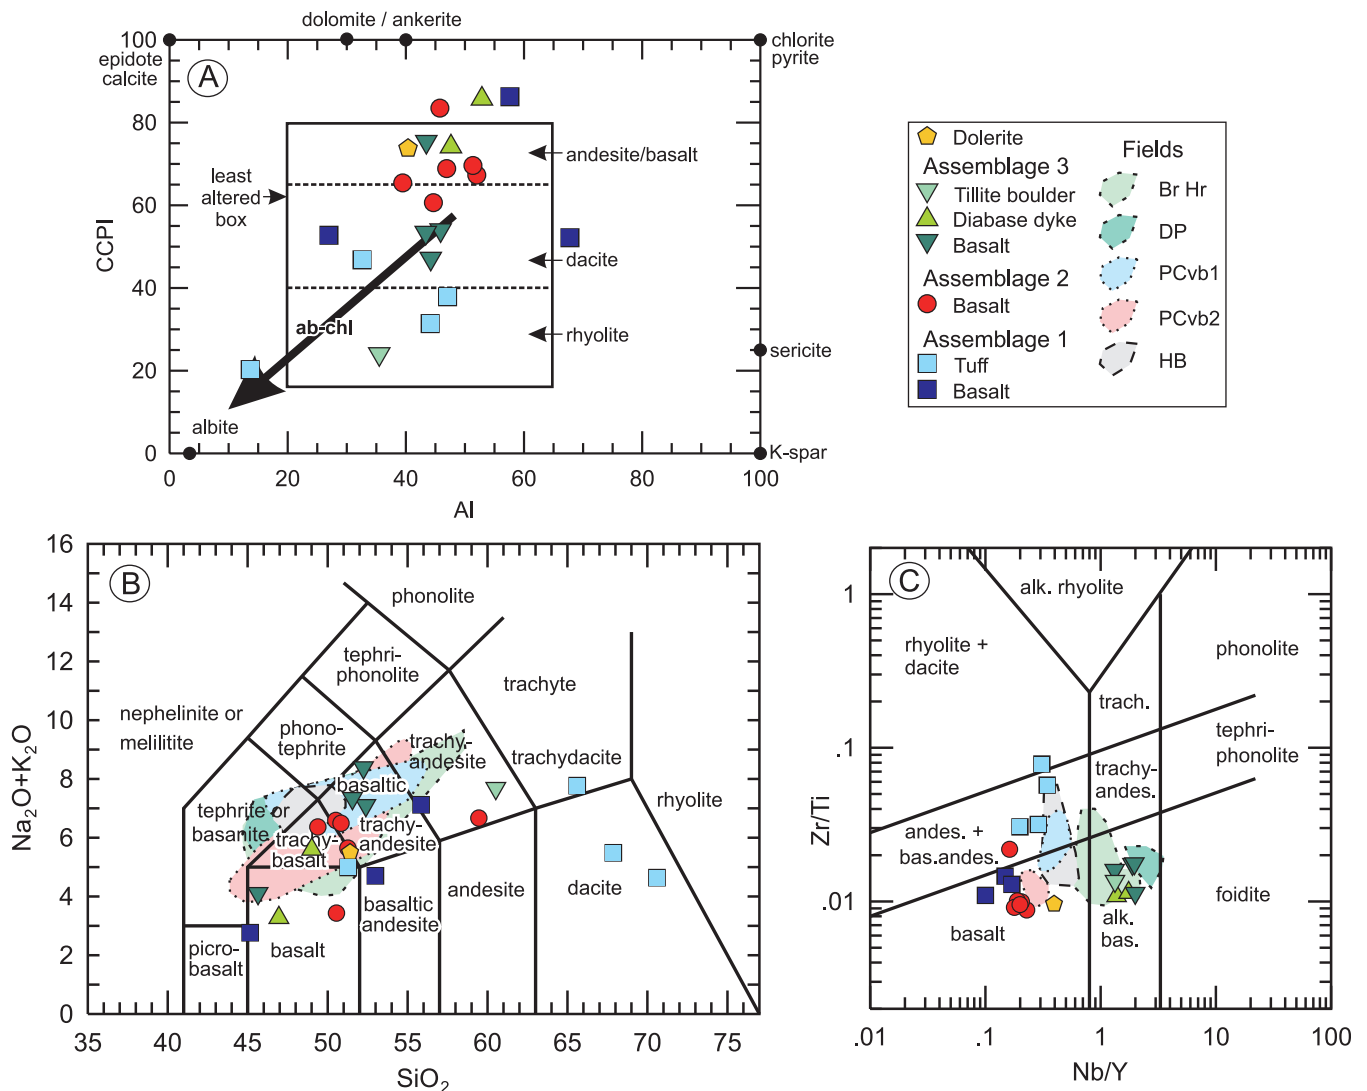 dolomite / ankerite
100
epidote
calcite
A
chlorite
pyrite
80
andesite/basalt
least
altered
box
60
CCPI
dacite
40
ab-chl
rhyolite
sericite
20
albite
0
K-spar
0
20
40
60
80
100
AI
Dolerite
Assemblage 3
Tillite boulder
Diabase dyke
Basalt
Assemblage 2
Basalt
Assemblage 1
Tuff
Basalt
Fields
Br Hr
DP
PCvb1
PCvb2
HB
16
14
12
10
8
6
4
2
0
Na₂O+K₂O
B
phonolite
tephri-
phonolite
trachyte
nephelinite or
melilitite
phono-
tephrite
trachy-
andesite
trachydacite
basaltic
trachy-
andesite
tephrife or
basanite
trachy-
basalt
rhyolite
andesite
dacite
basaltic
andesite
basalt
picro-
basalt
35
40
45
50
55
60
65
70
75
SiO₂
C
alk. rhyolite
1
rhyolite +
dacite
phonolite
trach.
tephri-
phonolite
.1
Zr/Ti
trachy-
andes.
andes. +
bas.andes.
foidite
.01
basalt
alk.
bas.
.01
.1
1
10
100
Nb/Y